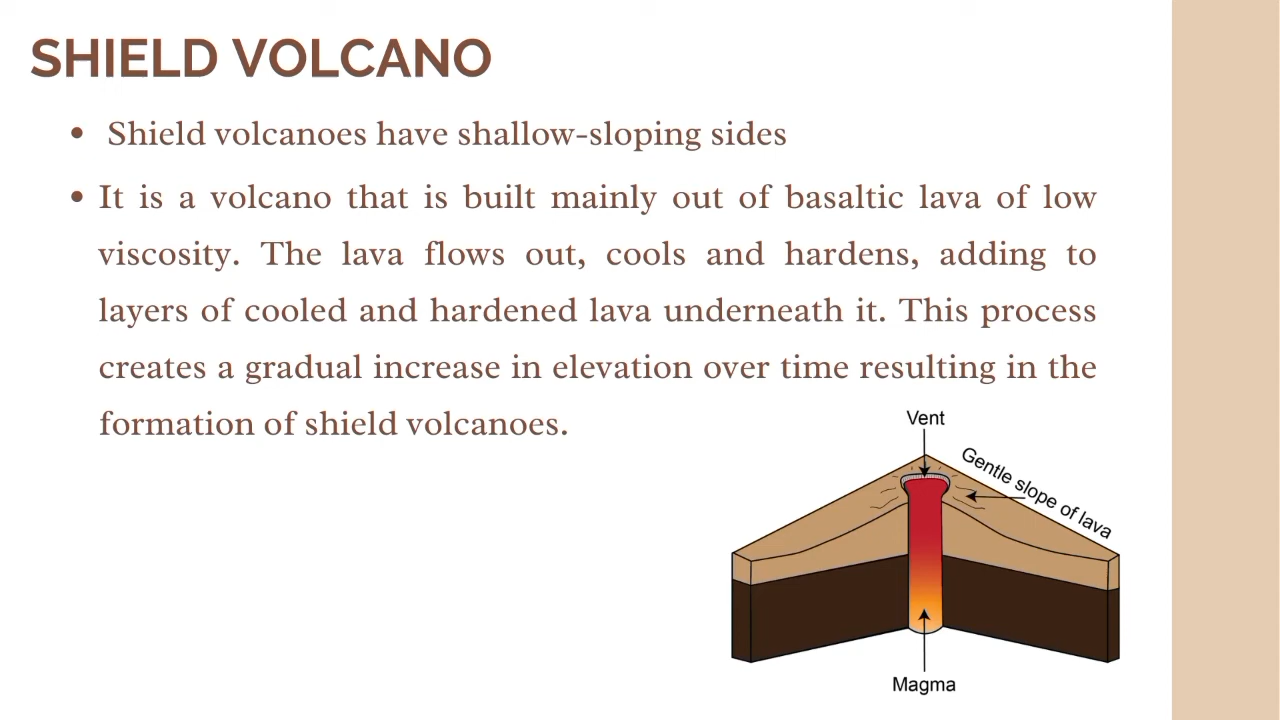 SHIELD VOLCANO
• Shield volcanoes have shallow-sloping sides
• It is a volcano that is built mainly out of basaltic lava of low
viscosity. The lava flows out, cools and hardens, adding to
layers of cooled and hardened lava underneath it. This process
creates a gradual increase in elevation over time resulting in the
formation of shield volcanoes.
Vent
Gentle slope of lava
Magma